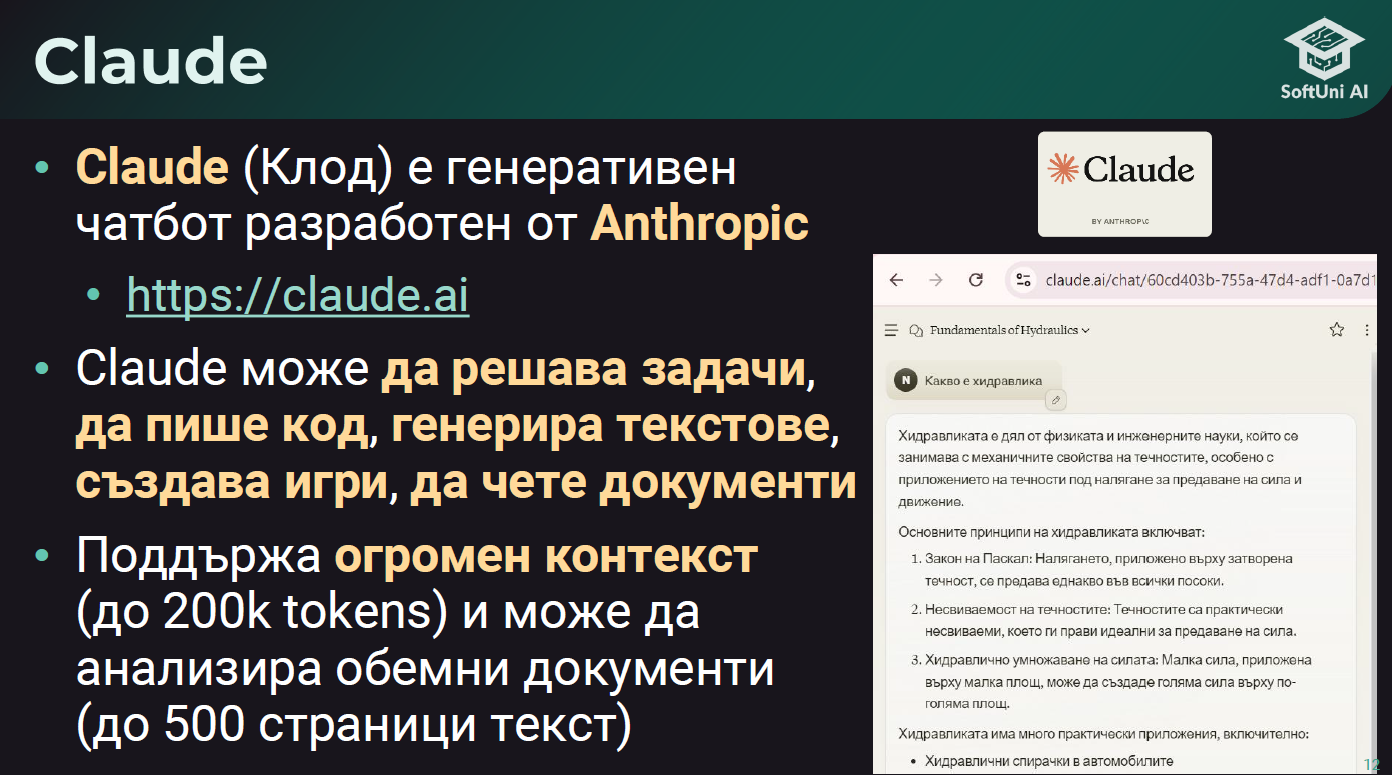 Claude
SoftUni AI
• Claude (Клод) е генеративен
чатбот разработен от Anthropic
• https://claude.ai
• Claude може да решава задачи,
да пише код, генерира текстове,
създава игри, да чете документи
• Поддържа огромен контекст
(до 200k tokens) и може да
анализира обемни документи
(до 500 страници текст)
Claude
BY ANTHROP\C
claude.ai/chat/60cd403b-755a-47d4-adf1-0a7d1
Fundamentals of Hydraulics
N Какво е хидравлика
Хидравликата е дял от физиката и инженерните науки, който се
занимава с механичните свойства на течностите, особено с
приложението на течности под налягане за предаване на сила и
движение.
Основните принципи на хидравликата включват:
1. Закон на Паскал: Налягането, приложено върху затворена
течност, се предава еднакво във всички посоки.
2. Несвиваемост на течностите: Течностите са практически
несвиваеми, което ги прави идеални за предаване на сила.
3. Хидравлично умножаване на силата: Малка сила, приложена
върху малка площ, може да създаде голяма сила върху по-
голяма площ.
Хидравликата има много практически приложения, включително:
• Хидравлични спирачки в автомобилите
12